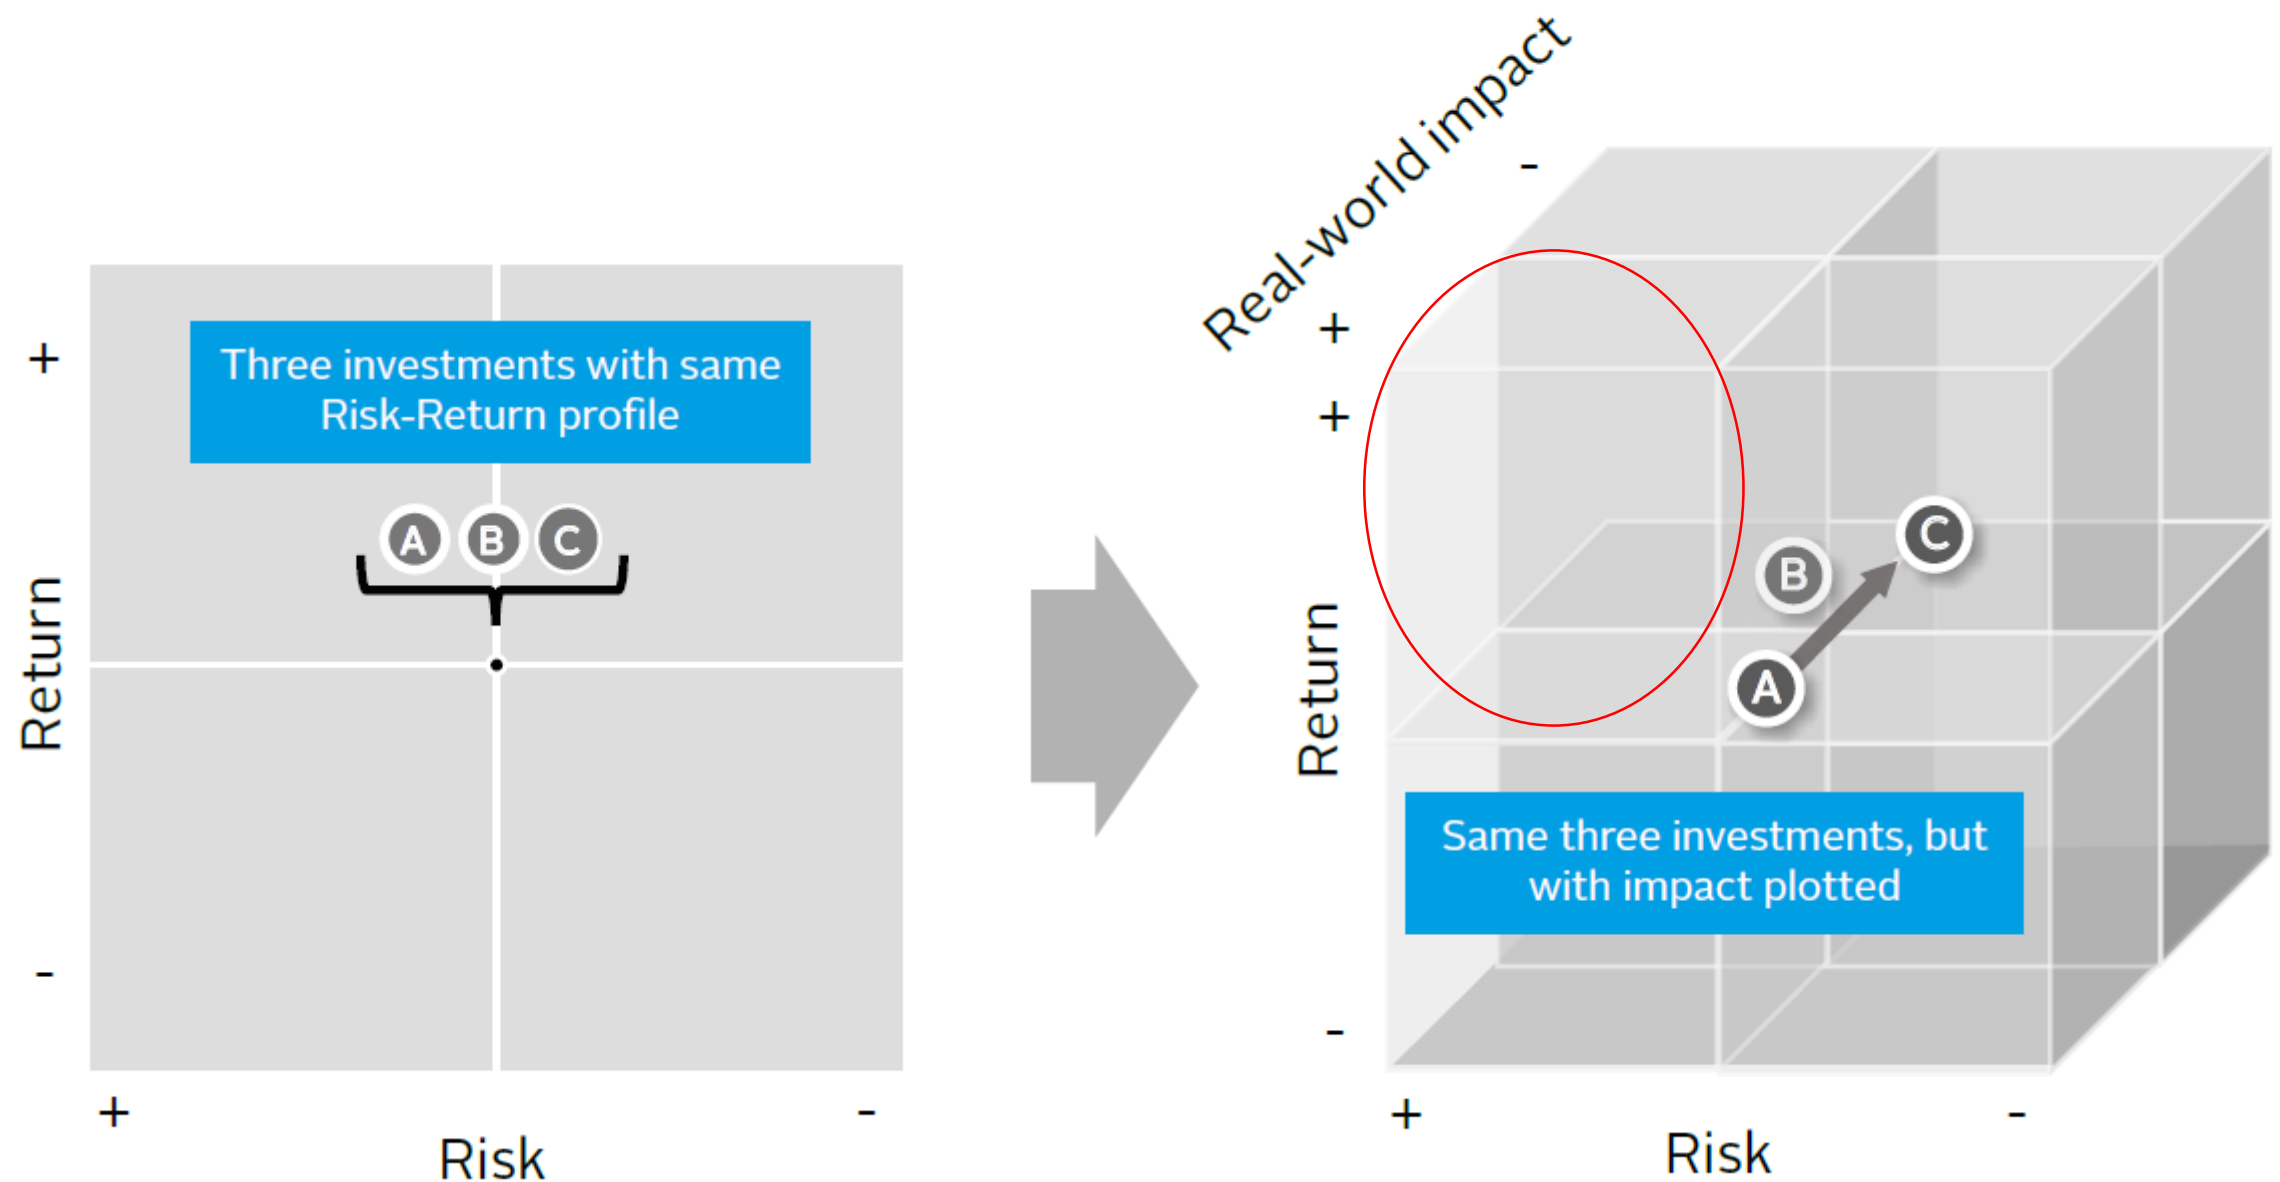 Three investments with same
Risk-Return profile
A B C
+
Return
-
+ -
Risk
Real-world impact
-
+
+
Return
-
B
C
A
Same three investments, but
with impact plotted
+ -
Risk